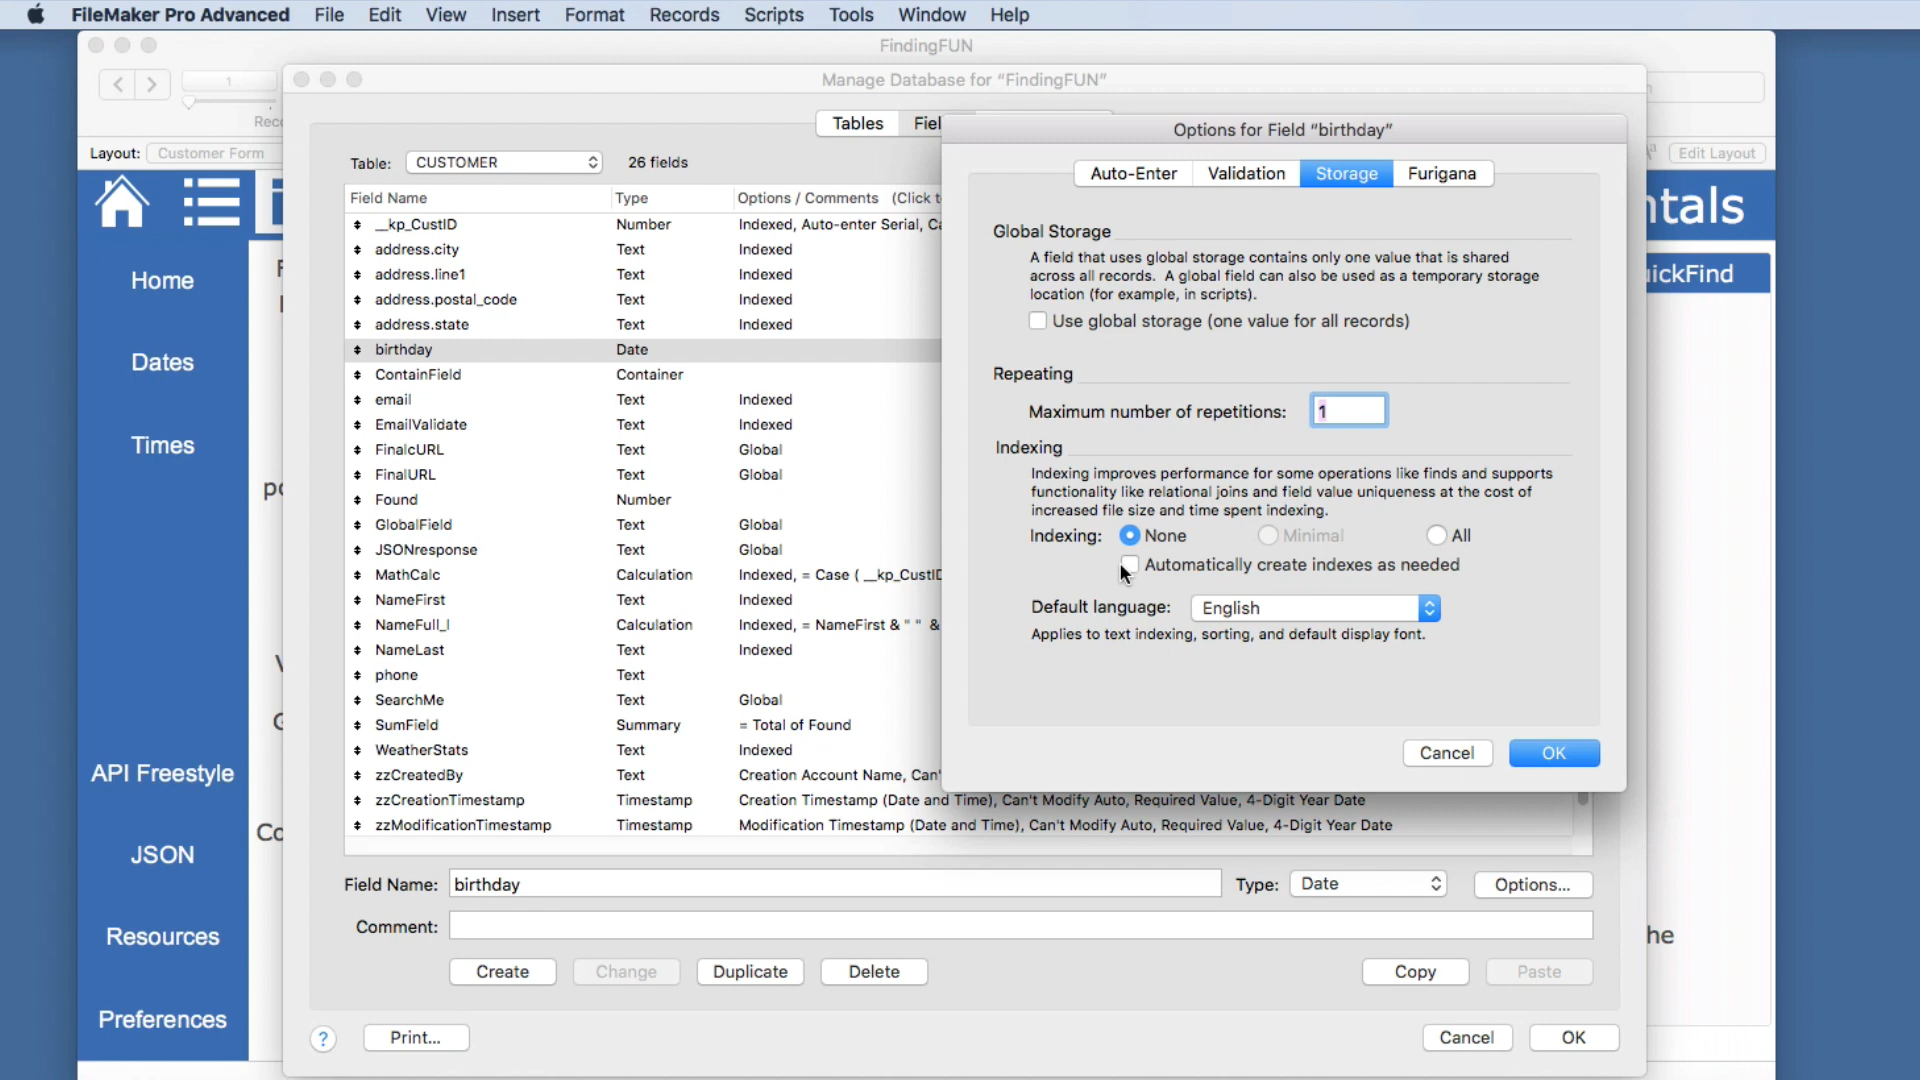 FileMaker Pro Advanced File Edit View Insert Format Records Scripts Tools Window Help
FindingFUN
1
Layout: Customer Form
Edit Layout
Home
Dates
Times
API Freestyle
JSON
Resources
Preferences
Manage Database for “FindingFUN”
Tables
Table: CUSTOMER 26 fields
Field Name Type Options / Comments (Click
__kp_CustID Number Indexed, Auto-enter Serial,
address.city Text Indexed
address.line1 Text Indexed
address.postal_code Text Indexed
address.state Text Indexed
birthday Date
ContainField Container
email Text Indexed
EmailValidate Text Indexed
FinalcURL Text Global
FinalURL Text Global
Found Number
GlobalField Text Global
JSONresponse Text Global
MathCalc Calculation Indexed, = Case ( __kp_CustID
NameFirst Text Indexed
NameFull_I Calculation Indexed, = NameFirst & " " &
NameLast Text Indexed
phone Text
SearchMe Text Global
SumField Summary = Total of Found
WeatherStats Text Indexed
zzCreatedBy Text Creation Account Name, Can'
zzCreationTimestamp Timestamp Creation Timestamp (Date and Time), Can't Modify Auto, Required Value, 4-Digit Year Date
zzModificationTimestamp Timestamp Modification Timestamp (Date and Time), Can't Modify Auto, Required Value, 4-Digit Year Date
Field Name: birthday Type: Date Options...
Comment:
Create Change Duplicate Delete Copy Paste
? Print... Cancel OK
Options for Field “birthday”
Auto-Enter Validation Storage Furigana
Global Storage
A field that uses global storage contains only one value that is shared
across all records. A global field can also be used as a temporary storage
location (for example, in scripts).
Use global storage (one value for all records)
Repeating
Maximum number of repetitions: 1
Indexing
Indexing improves performance for some operations like finds and supports
functionality like relational joins and field value uniqueness at the cost of
increased file size and time spent indexing.
Indexing: None Minimal All
Automatically create indexes as needed
Default language: English
Applies to text indexing, sorting, and default display font.
Cancel OK